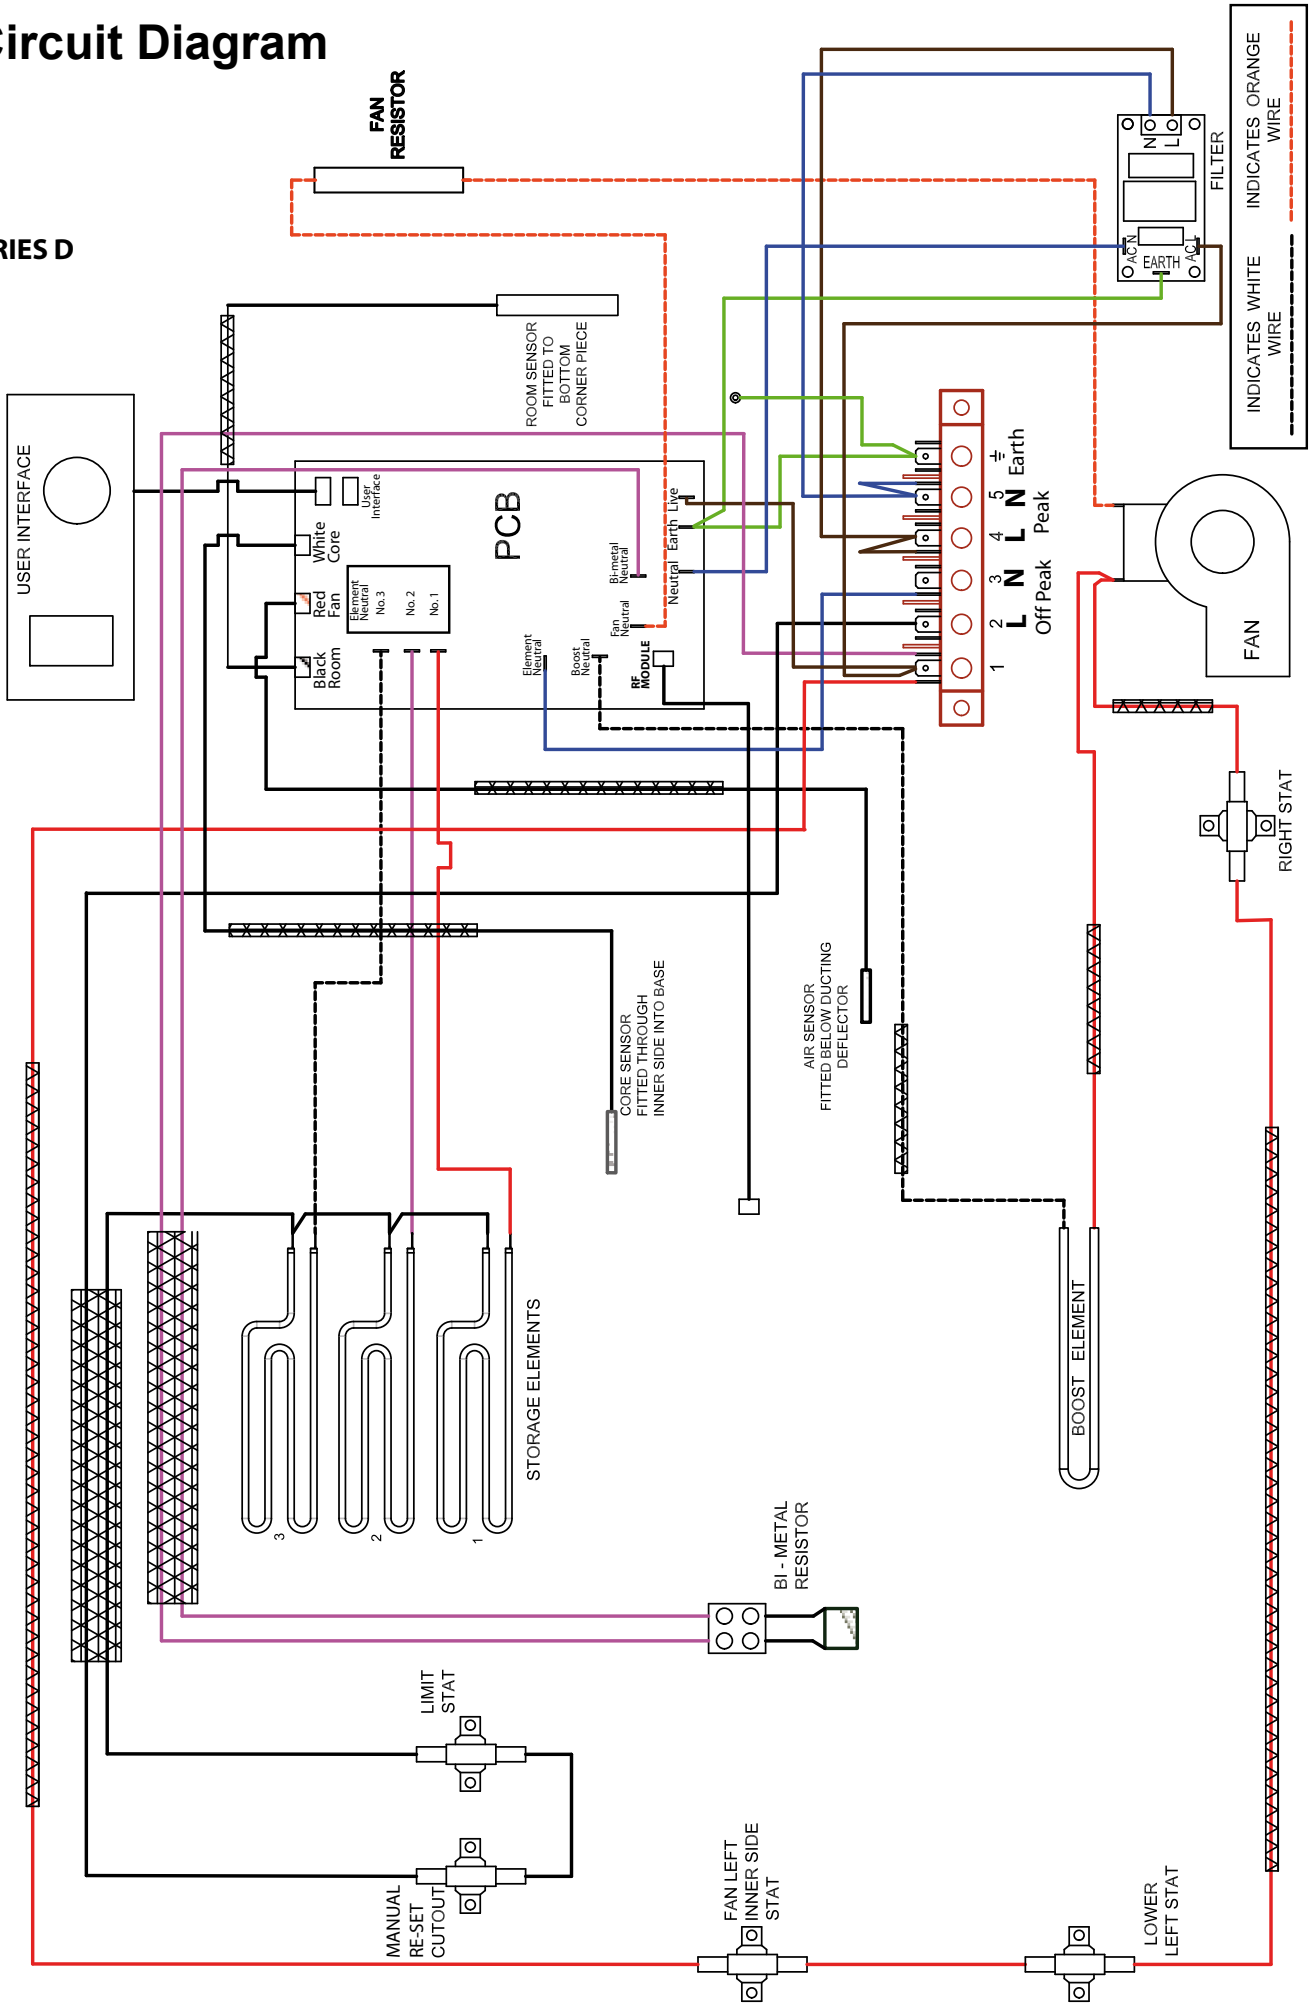 Circuit Diagram
RIES D
FAN
RESISTOR
USER INTERFACE
ROOM SENSOR
FITTED TO
BOTTOM
CORNER PIECE
N
L
AC N
EARTH
AC L
FILTER
INDICATES ORANGE
WIRE
INDICATES WHITE
WIRE
PCB
User
Interface
White
Core
Red
Fan
Black
Room
Element
Neutral
No.3
No.2
No.1
Bi-metal
Neutral
Fan
Neutral
Neutral
Earth
Live
Element
Neutral
Boost
Neutral
RF
MODULE
Earth
5
N
4
L
Peak
3
N
2
L
Off Peak
1
FAN
RIGHT STAT
CORE SENSOR
FITTED THROUGH
INNER SIDE INTO BASE
AIR SENSOR
FITTED BELOW DUCTING
DEFLECTOR
3
2
1
STORAGE ELEMENTS
BOOST ELEMENT
BI - METAL
RESISTOR
LIMIT
STAT
MANUAL
RE-SET
CUTOUT
FAN LEFT
INNER SIDE
STAT
LOWER
LEFT STAT